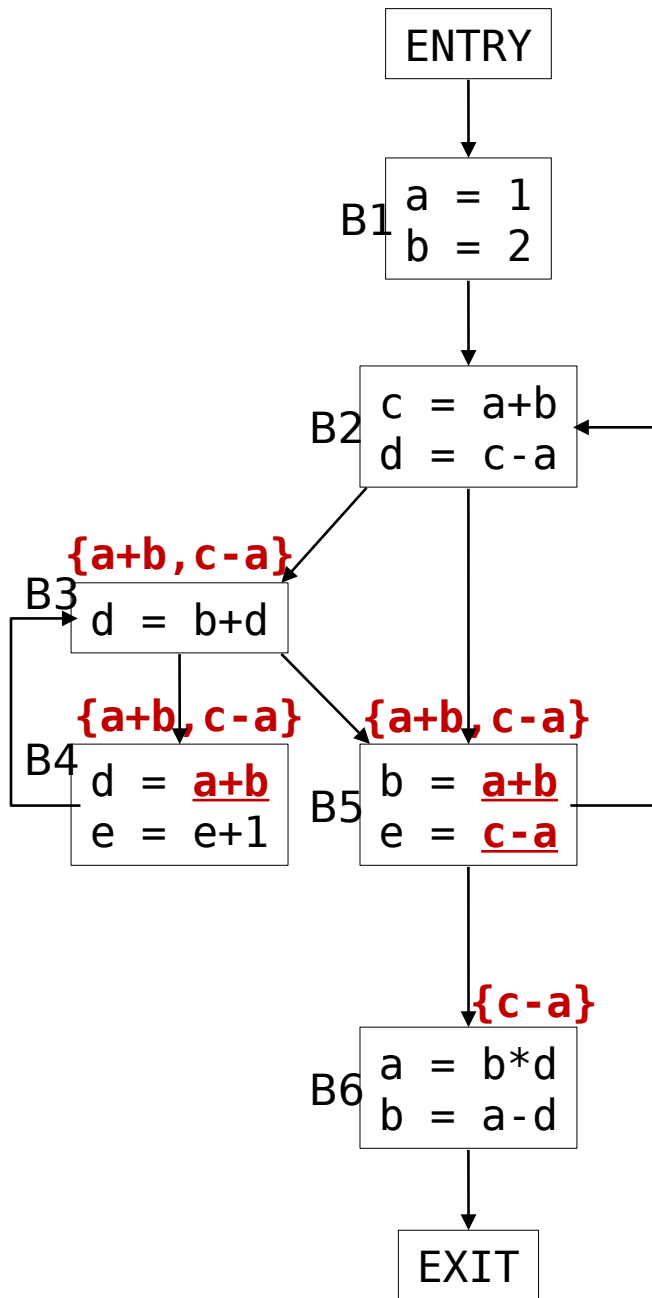 ENTRY
B1
a = 1
b = 2
B2
c = a+b
d = c-a
{a+b,c-a}
B3
d = b+d
{a+b,c-a}
B4
d = a+b
e = e+1
{a+b,c-a}
B5
b = a+b
e = c-a
{c-a}
B6
a = b*d
b = a-d
EXIT